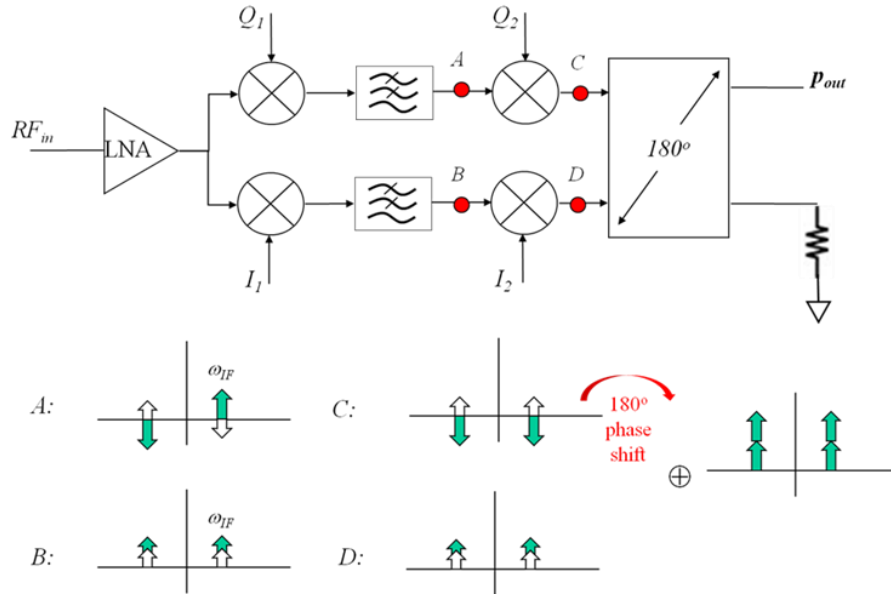 Q1
Q2
A
C
pout
RFin
LNA
180o
B
D
I1
I2
ωIF
A:
C:
180o
phase
shift
ωIF
B:
D: